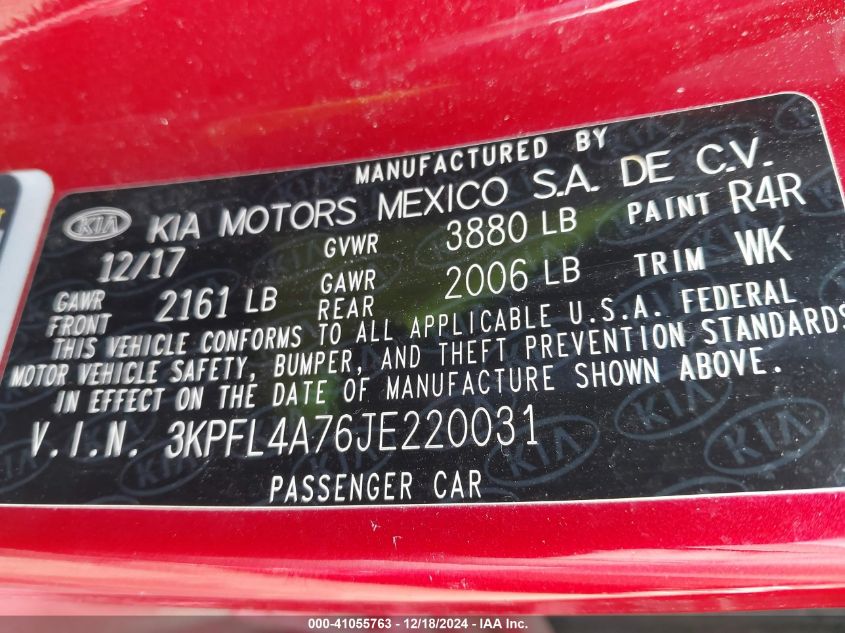 MANUFACTURED BY
KIA KIA MOTORS MEXICO S.A. DE C.V.
12/17 GVWR 3880 LB PAINT R4R
GAWR FRONT 2161 LB GAWR REAR 2006 LB TRIM WK
THIS VEHICLE CONFORMS TO ALL APPLICABLE U.S.A. FEDERAL
MOTOR VEHICLE SAFETY, BUMPER, AND THEFT PREVENTION STANDARDS
IN EFFECT ON THE DATE OF MANUFACTURE SHOWN ABOVE.
V.I.N. 3KPFL4A76JE220031
PASSENGER CAR
000-41055763 - 12/18/2024 - IAA Inc.